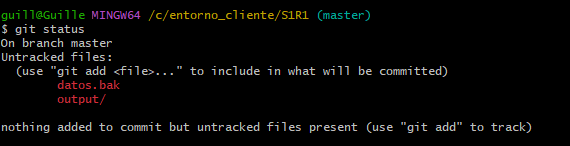 guill@Guille MINGW64 /c/entorno_cliente/S1R1 (master)
$ git status
On branch master
Untracked files:
  (use "git add <file>..." to include in what will be committed)
        datos.bak
        output/

nothing added to commit but untracked files present (use "git add" to track)